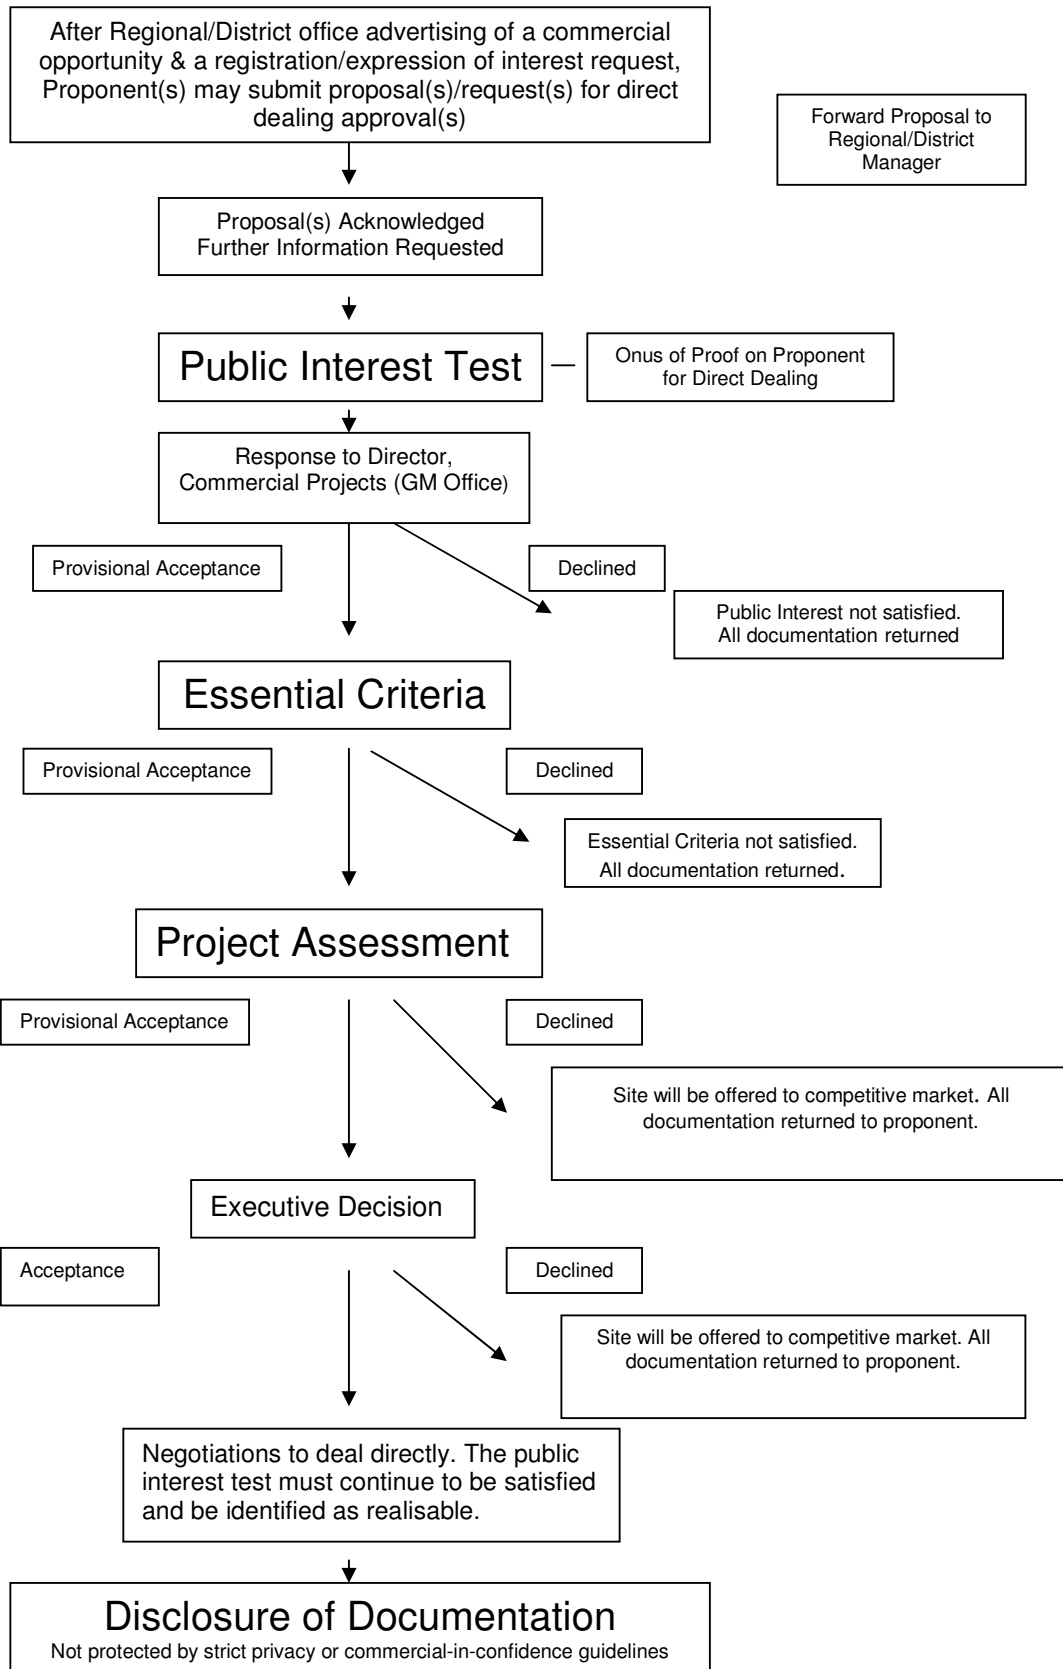 After Regional/District office advertising of a commercial
opportunity & a registration/expression of interest request,
Proponent(s) may submit proposal(s)/request(s) for direct
dealing approval(s)
Forward Proposal to
Regional/District
Manager
Proposal(s) Acknowledged
Further Information Requested
Public Interest Test
Onus of Proof on Proponent
for Direct Dealing
Response to Director,
Commercial Projects (GM Office)
Provisional Acceptance
Declined
Public Interest not satisfied.
All documentation returned
Essential Criteria
Provisional Acceptance
Declined
Essential Criteria not satisfied.
All documentation returned.
Project Assessment
Provisional Acceptance
Declined
Site will be offered to competitive market. All
documentation returned to proponent.
Executive Decision
Acceptance
Declined
Site will be offered to competitive market. All
documentation returned to proponent.
Negotiations to deal directly. The public
interest test must continue to be satisfied
and be identified as realisable.
Disclosure of Documentation
Not protected by strict privacy or commercial-in-confidence guidelines